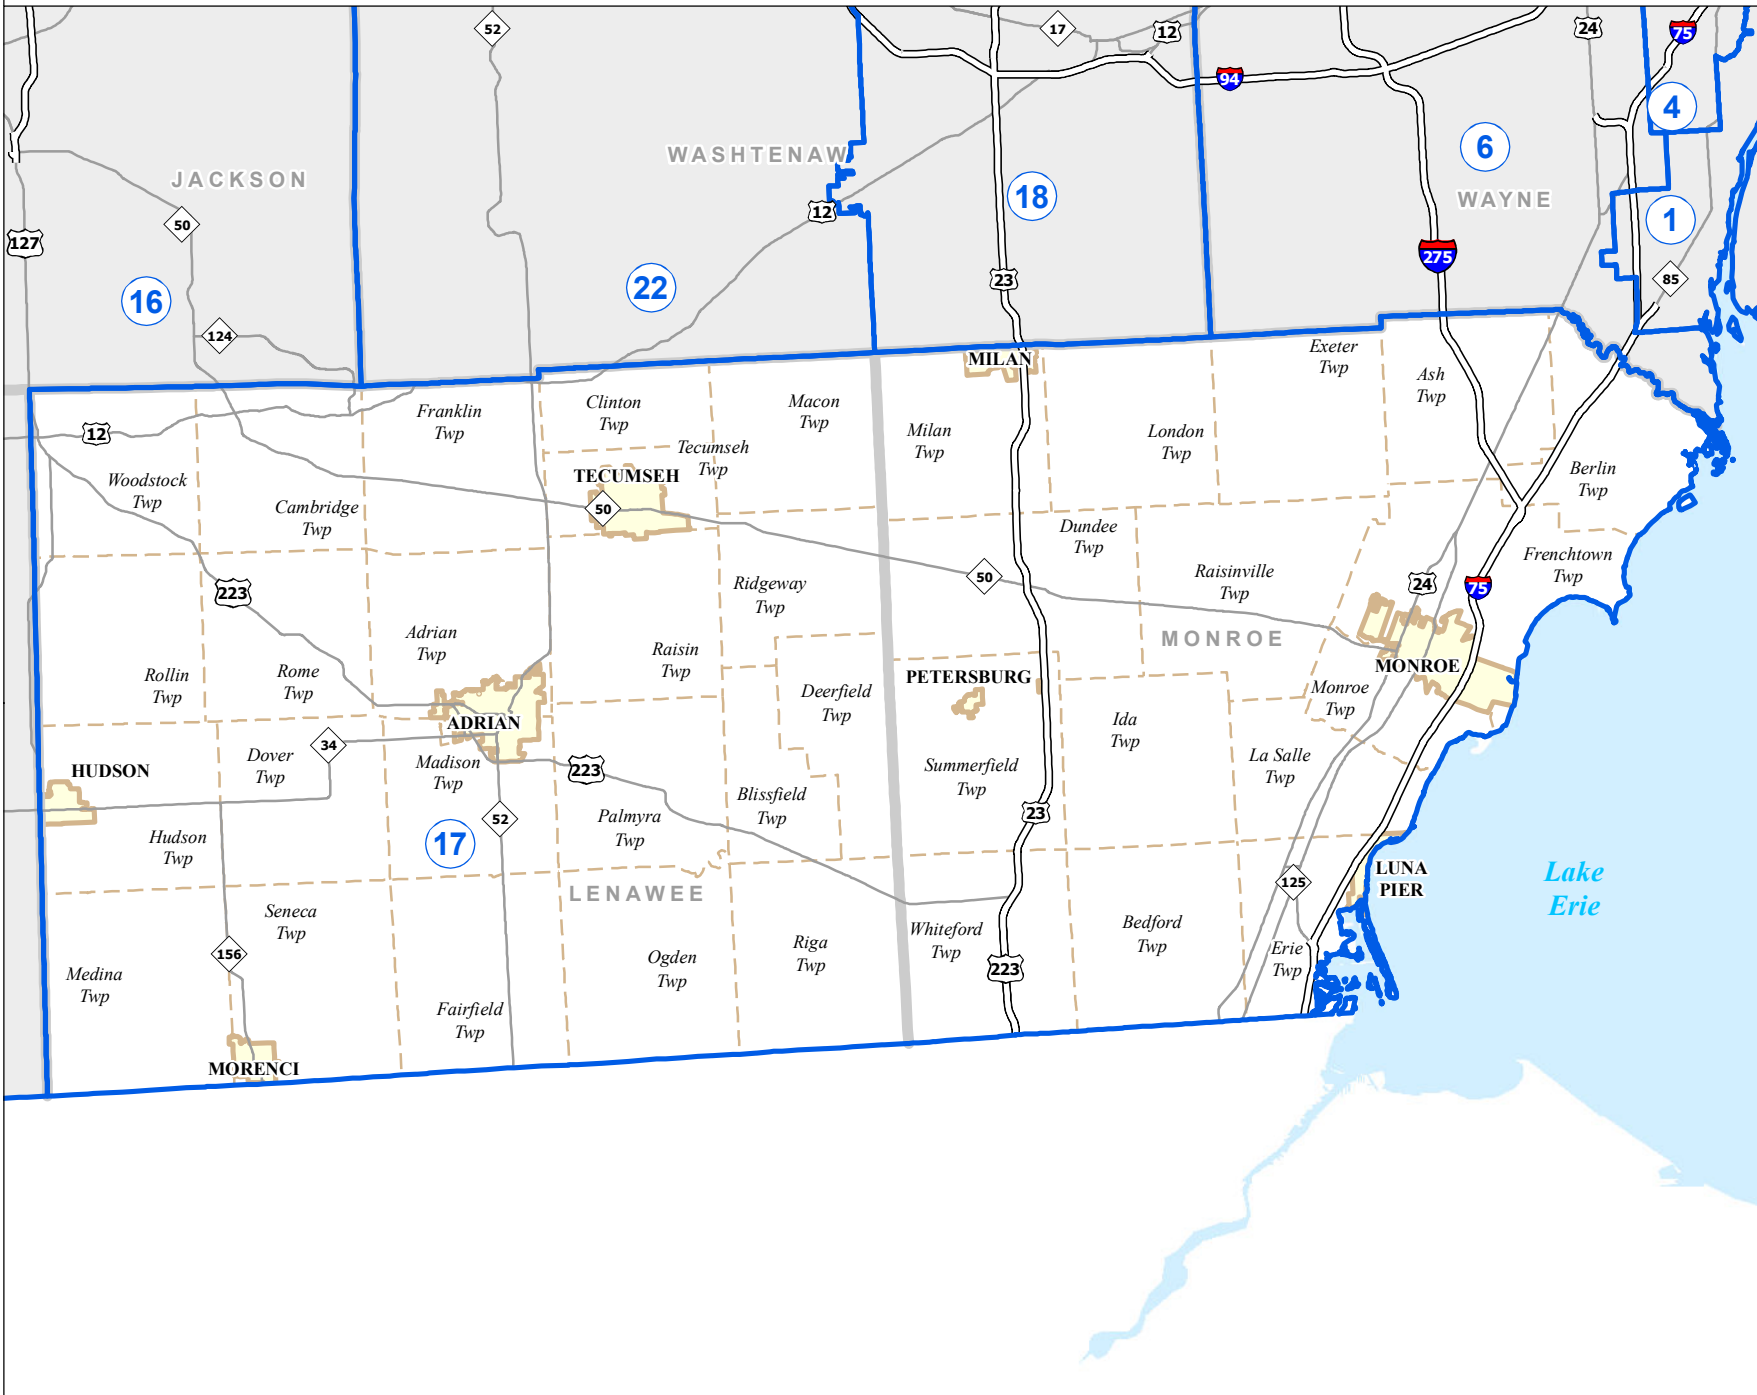 52
17
12
24
75
94
4
6
WASHTENAW
JACKSON
18
WAYNE
50
12
1
127
275
23
85
22
16
124
Exeter
Twp
MILAN
Ash
Twp
Franklin
Twp
Clinton
Twp
Macon
Twp
12
Milan
Twp
London
Twp
Tecumseh
Twp
TECUMSEH
Woodstock
Twp
Berlin
Twp
Cambridge
Twp
50
Dundee
Twp
Frenchtown
Twp
50
Raisinville
Twp
24
75
223
Ridgeway
Twp
Adrian
Twp
MONROE
Raisin
Twp
MONROE
Rollin
Twp
Rome
Twp
PETERSBURG
Deerfield
Twp
Monroe
Twp
ADRIAN
Ida
Twp
34
Dover
Twp
HUDSON
Madison
Twp
223
Summerfield
Twp
La Salle
Twp
Blissfield
Twp
52
Palmyra
Twp
23
Hudson
Twp
17
LUNA
PIER
Lake
Erie
125
LENAWEE
Seneca
Twp
Whiteford
Twp
Bedford
Twp
Riga
Twp
Erie
Twp
156
Ogden
Twp
223
Medina
Twp
Fairfield
Twp
MORENCI